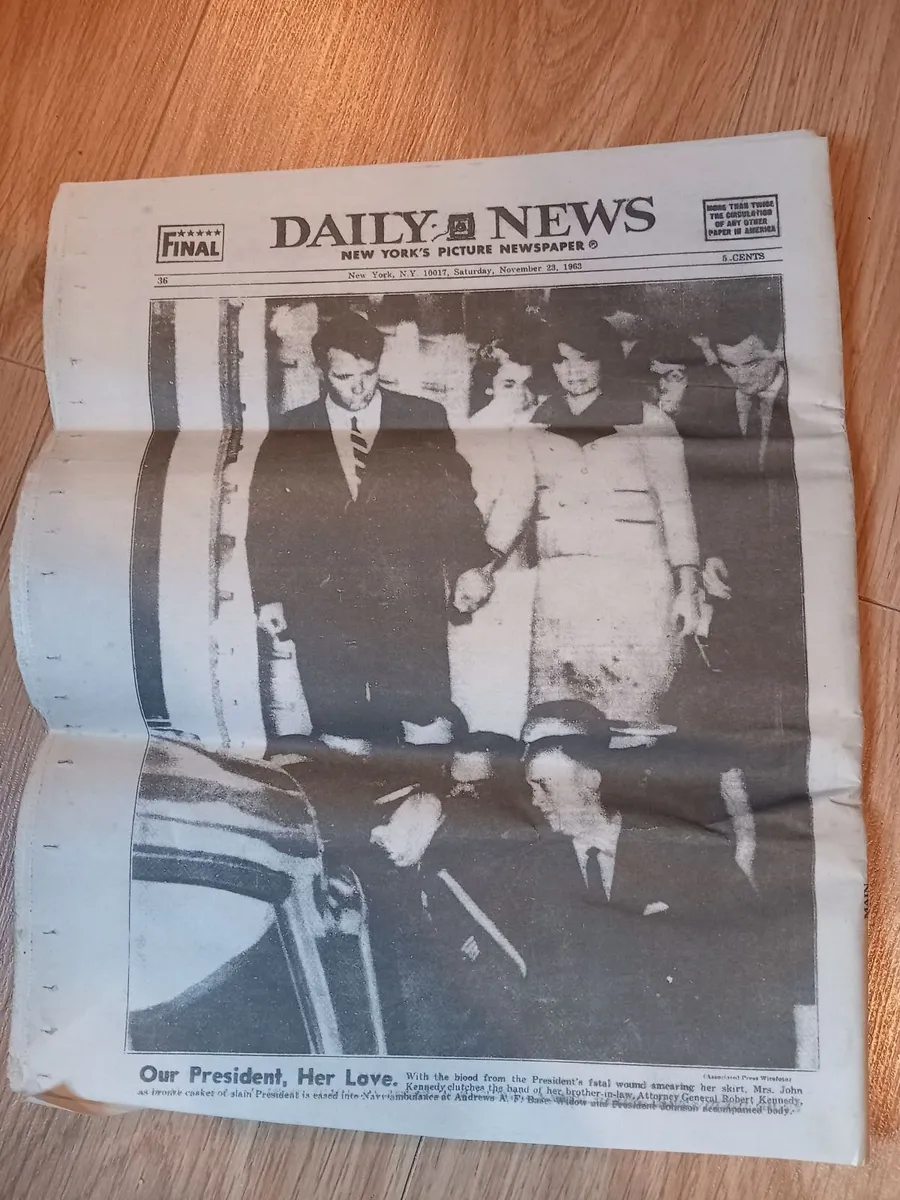 ★★★★★
FINAL
DAILY NEWS
NEW YORK'S PICTURE NEWSPAPER ®
MORE THAN TWICE
THE CIRCULATION
OF ANY OTHER
PAPER IN AMERICA
36
New York, N.Y. 10017, Saturday, November 23, 1963
5 CENTS
(Associated Press Wirefoto)
Our President, Her Love. With the blood from the President's fatal wound smearing her skirt, Mrs. John
Kennedy clutches the hand of her brother-in-law, Attorney General Robert Kennedy,
as bronze casket of slain President is eased into Navy ambulance at Andrews A. F. Base. Widow and President Johnson accompanied body.
MAIN